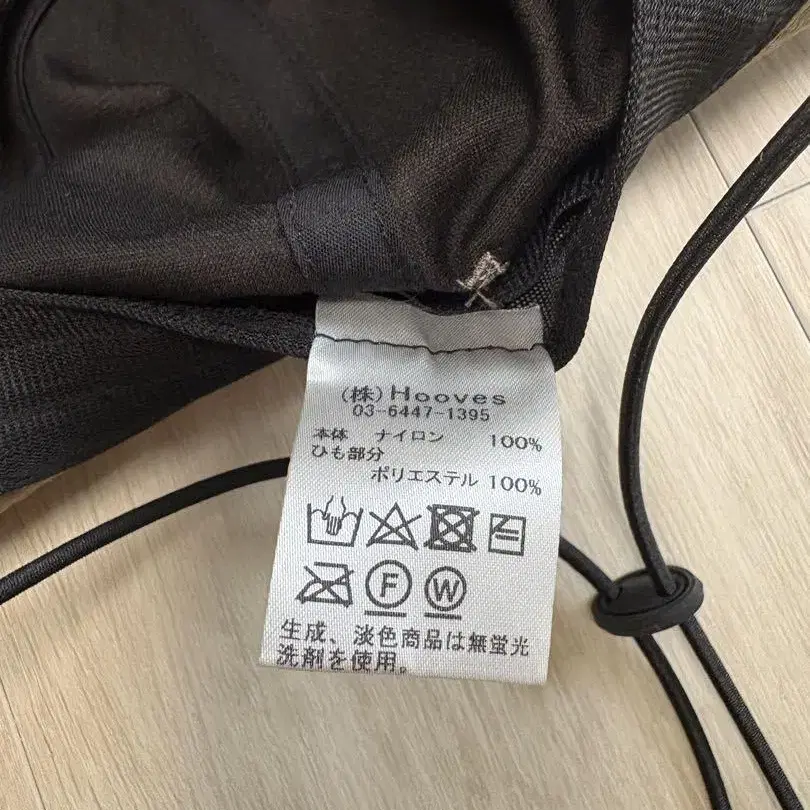 (株)Hooves
03-6447-1395
本体 ナイロン 100%
ひも部分
ポリエステル 100%
F W
生成、淡色商品は無蛍光
洗剤を使用。